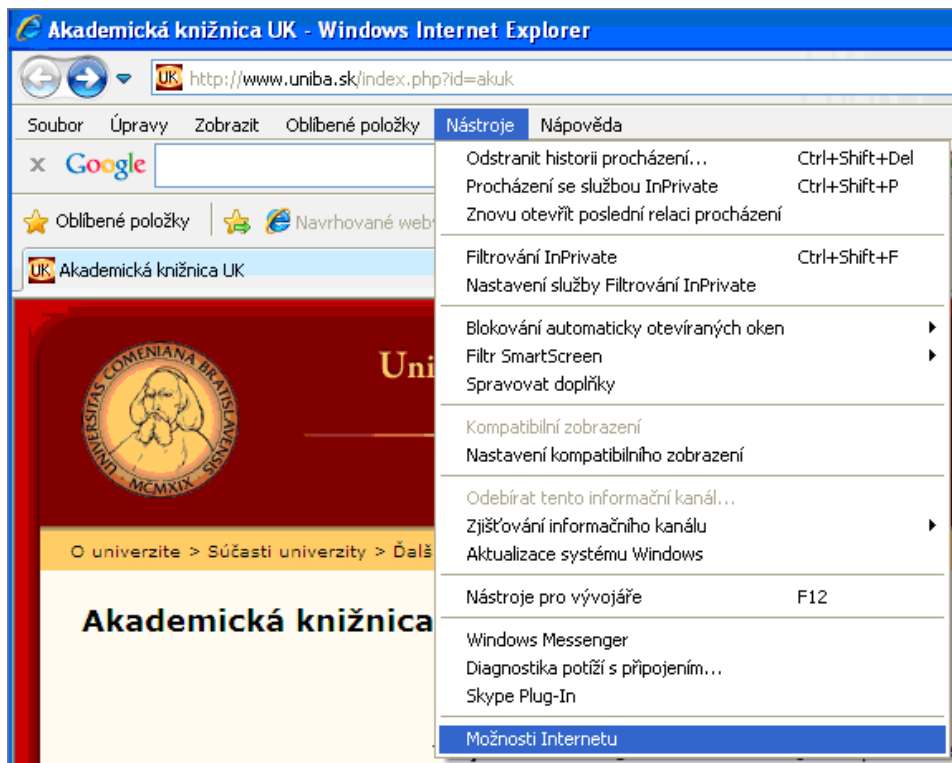 Akademická knižnica UK - Windows Internet Explorer
UK http://www.uniba.sk/index.php?id=akuk
Soubor Úpravy Zobrazit Oblíbené položky Nástroje Nápověda
x Google
Odstranit historii procházení... Ctrl+Shift+Del
Procházení se službou InPrivate Ctrl+Shift+P
Znovu otevřít poslední relaci procházení
Oblíbené položky Navrhované web
Filtrování InPrivate Ctrl+Shift+F
Nastavení služby Filtrování InPrivate
UK Akademická knižnica UK
Blokování automaticky otevíraných oken
Filtr SmartScreen
Spravovat doplňky
Kompatibilní zobrazení
Nastavení kompatibilního zobrazení
Odebírat tento informační kanál...
Zjišťování informačního kanálu
Aktualizace systému Windows
Nástroje pro vývojáře F12
Windows Messenger
Diagnostika potíží s připojením...
Skype Plug-In
Možnosti Internetu
Uni
UNIVERSITAS COMENIANA BRATISLAVENSIS
MCMXIX
O univerzite > Súčasti univerzity > Ďalš
Akademická knižnica